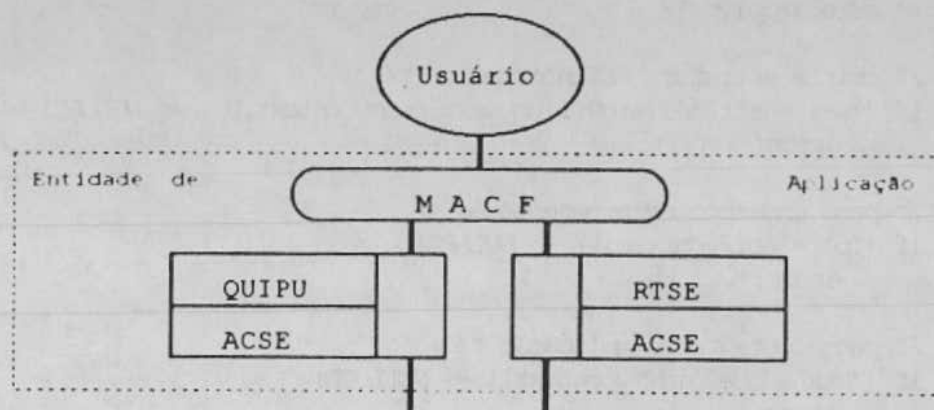 Usuário
Entidade de Aplicação
M A C F
QUIPU RTSE
ACSE ACSE